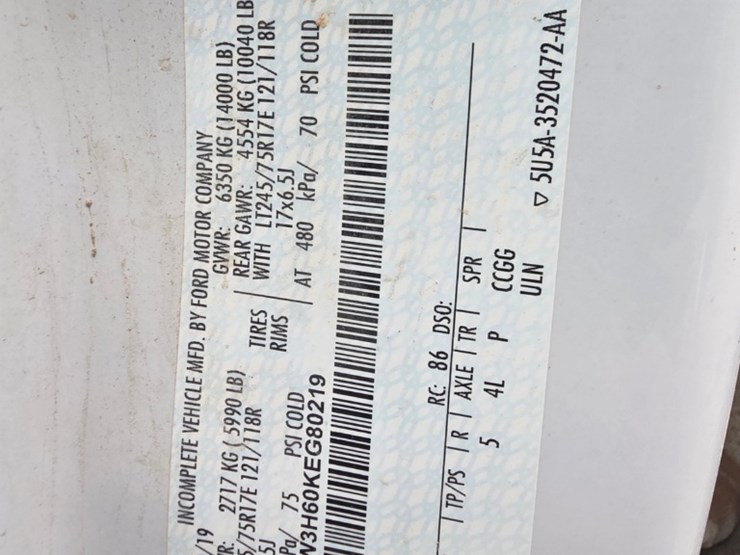 INCOMPLETE VEHICLE MFD. BY FORD MOTOR COMPANY
/19 GVWR: 6350 KG (14000 LB)
R: 2717 KG ( 5990 LB) REAR GAWR: 4554 KG (10040 LB
5/75R17E 121/118R TIRES WITH LT245/75R17E 121/118R
5J RIMS 17x6.5J
Pa/ 75 PSI COLD AT 480 kPa/ 70 PSI COLD
W3H60KEG80219
RC: 86 DSO:
TP/PS R AXLE TR SPR
5 4L P CCGG
ULN
▽ 5U5A-3520472-AA